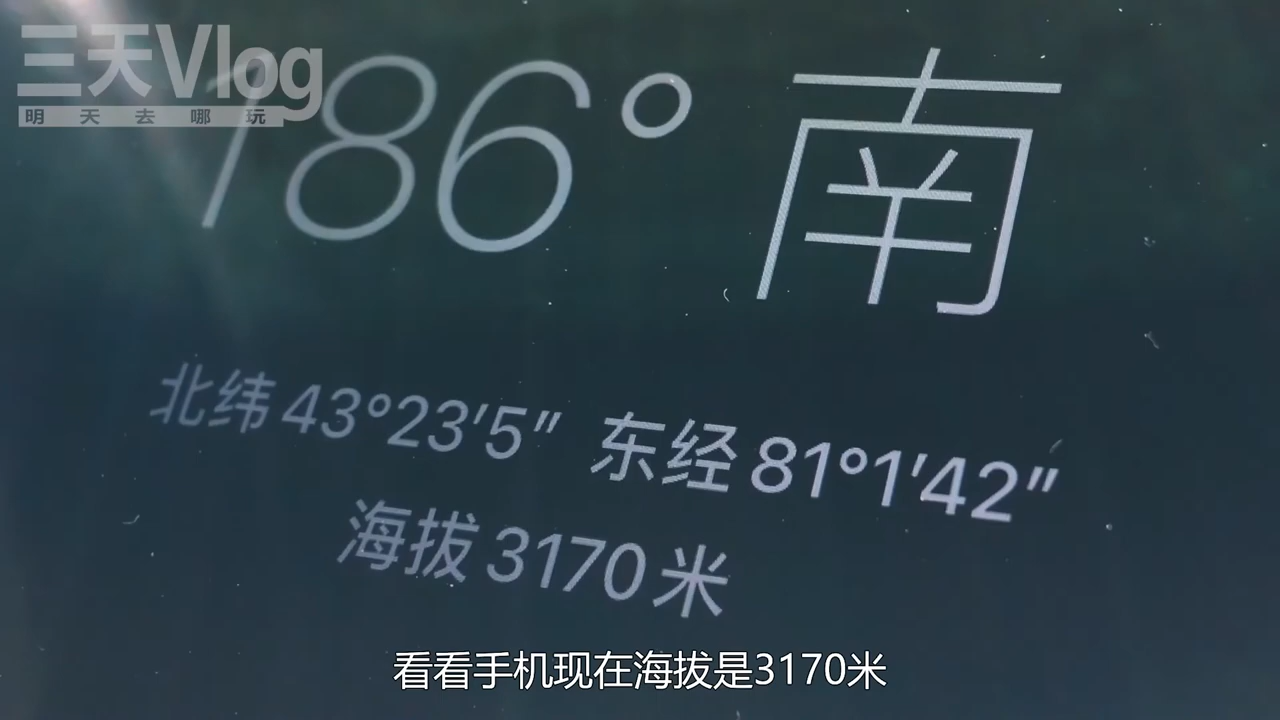 三天Vlog
明天去哪玩
186° 南
北纬 43°23'5" 东经 81°1'42"
海拔 3170 米
看看手机现在海拔是3170米